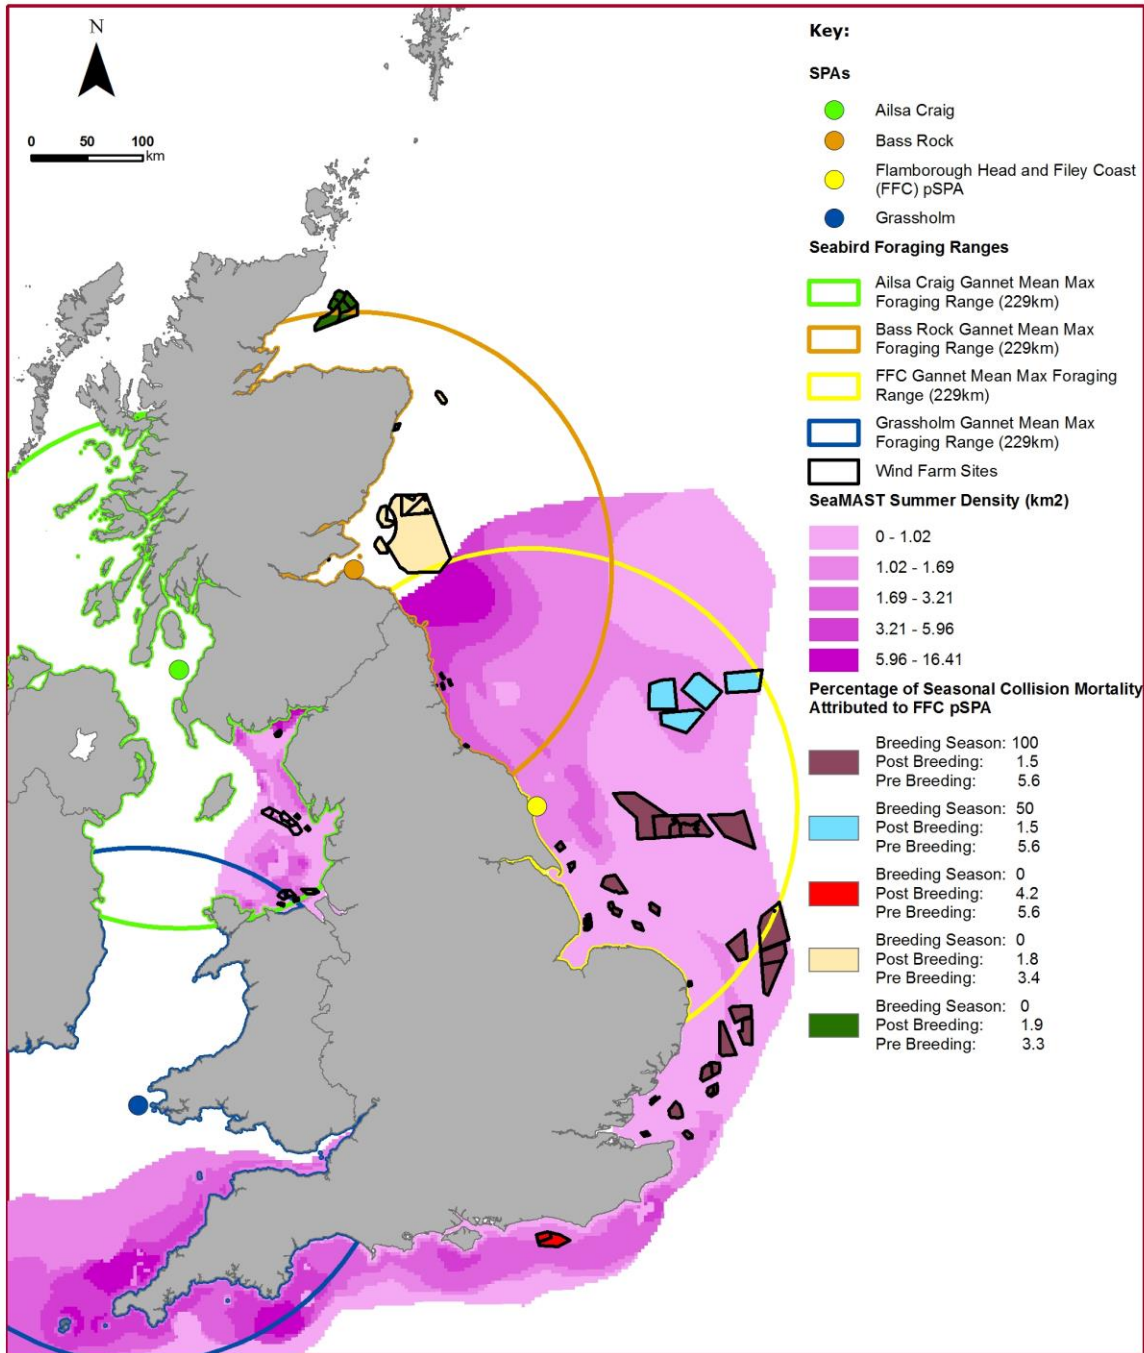 N
0 50 100
km
Key:
SPAs
Ailsa Craig
Bass Rock
Flamborough Head and Filey Coast
(FFC) pSPA
Grassholm
Seabird Foraging Ranges
Ailsa Craig Gannet Mean Max
Foraging Range (229km)
Bass Rock Gannet Mean Max
Foraging Range (229km)
FFC Gannet Mean Max Foraging
Range (229km)
Grassholm Gannet Mean Max
Foraging Range (229km)
Wind Farm Sites
SeaMAST Summer Density (km2)
0 - 1.02
1.02 - 1.69
1.69 - 3.21
3.21 - 5.96
5.96 - 16.41
Percentage of Seasonal Collision Mortality
Attributed to FFC pSPA
Breeding Season: 100
Post Breeding: 1.5
Pre Breeding: 5.6
Breeding Season: 50
Post Breeding: 1.5
Pre Breeding: 5.6
Breeding Season: 0
Post Breeding: 4.2
Pre Breeding: 5.6
Breeding Season: 0
Post Breeding: 1.8
Pre Breeding: 3.4
Breeding Season: 0
Post Breeding: 1.9
Pre Breeding: 3.3